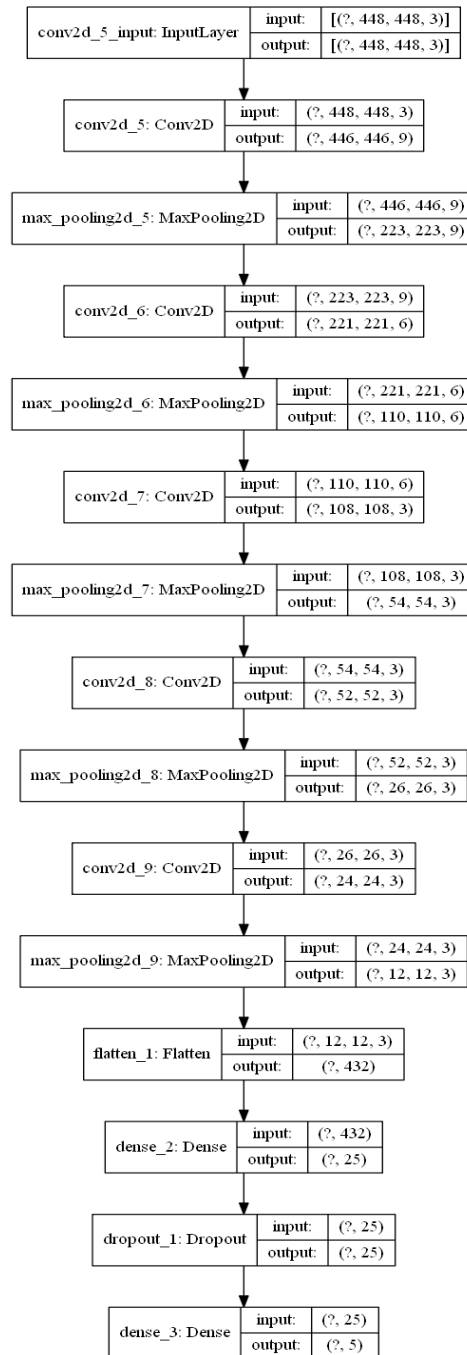 conv2d_5_input: InputLayer
input: [(?, 448, 448, 3)]
output: [(?, 448, 448, 3)]
conv2d_5: Conv2D
input: (?, 448, 448, 3)
output: (?, 446, 446, 9)
max_pooling2d_5: MaxPooling2D
input: (?, 446, 446, 9)
output: (?, 223, 223, 9)
conv2d_6: Conv2D
input: (?, 223, 223, 9)
output: (?, 221, 221, 6)
max_pooling2d_6: MaxPooling2D
input: (?, 221, 221, 6)
output: (?, 110, 110, 6)
conv2d_7: Conv2D
input: (?, 110, 110, 6)
output: (?, 108, 108, 3)
max_pooling2d_7: MaxPooling2D
input: (?, 108, 108, 3)
output: (?, 54, 54, 3)
conv2d_8: Conv2D
input: (?, 54, 54, 3)
output: (?, 52, 52, 3)
max_pooling2d_8: MaxPooling2D
input: (?, 52, 52, 3)
output: (?, 26, 26, 3)
conv2d_9: Conv2D
input: (?, 26, 26, 3)
output: (?, 24, 24, 3)
max_pooling2d_9: MaxPooling2D
input: (?, 24, 24, 3)
output: (?, 12, 12, 3)
flatten_1: Flatten
input: (?, 12, 12, 3)
output: (?, 432)
dense_2: Dense
input: (?, 432)
output: (?, 25)
dropout_1: Dropout
input: (?, 25)
output: (?, 25)
dense_3: Dense
input: (?, 25)
output: (?, 5)